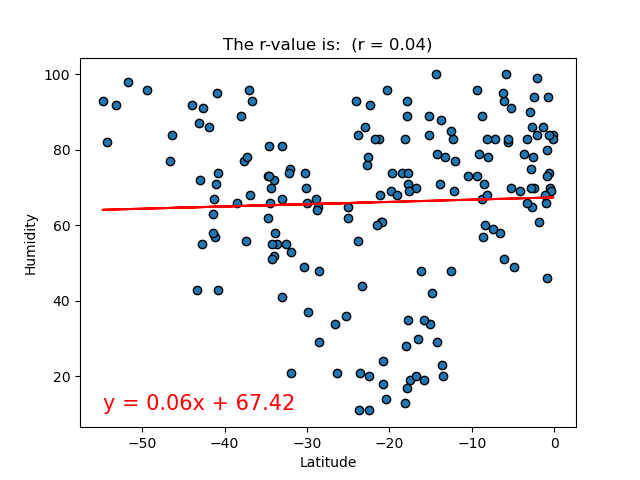 The r-value is:  (r = 0.04)
100
80
60
40
20
Humidity
y = 0.06x + 67.42
−50 −40 −30 −20 −10 0
Latitude